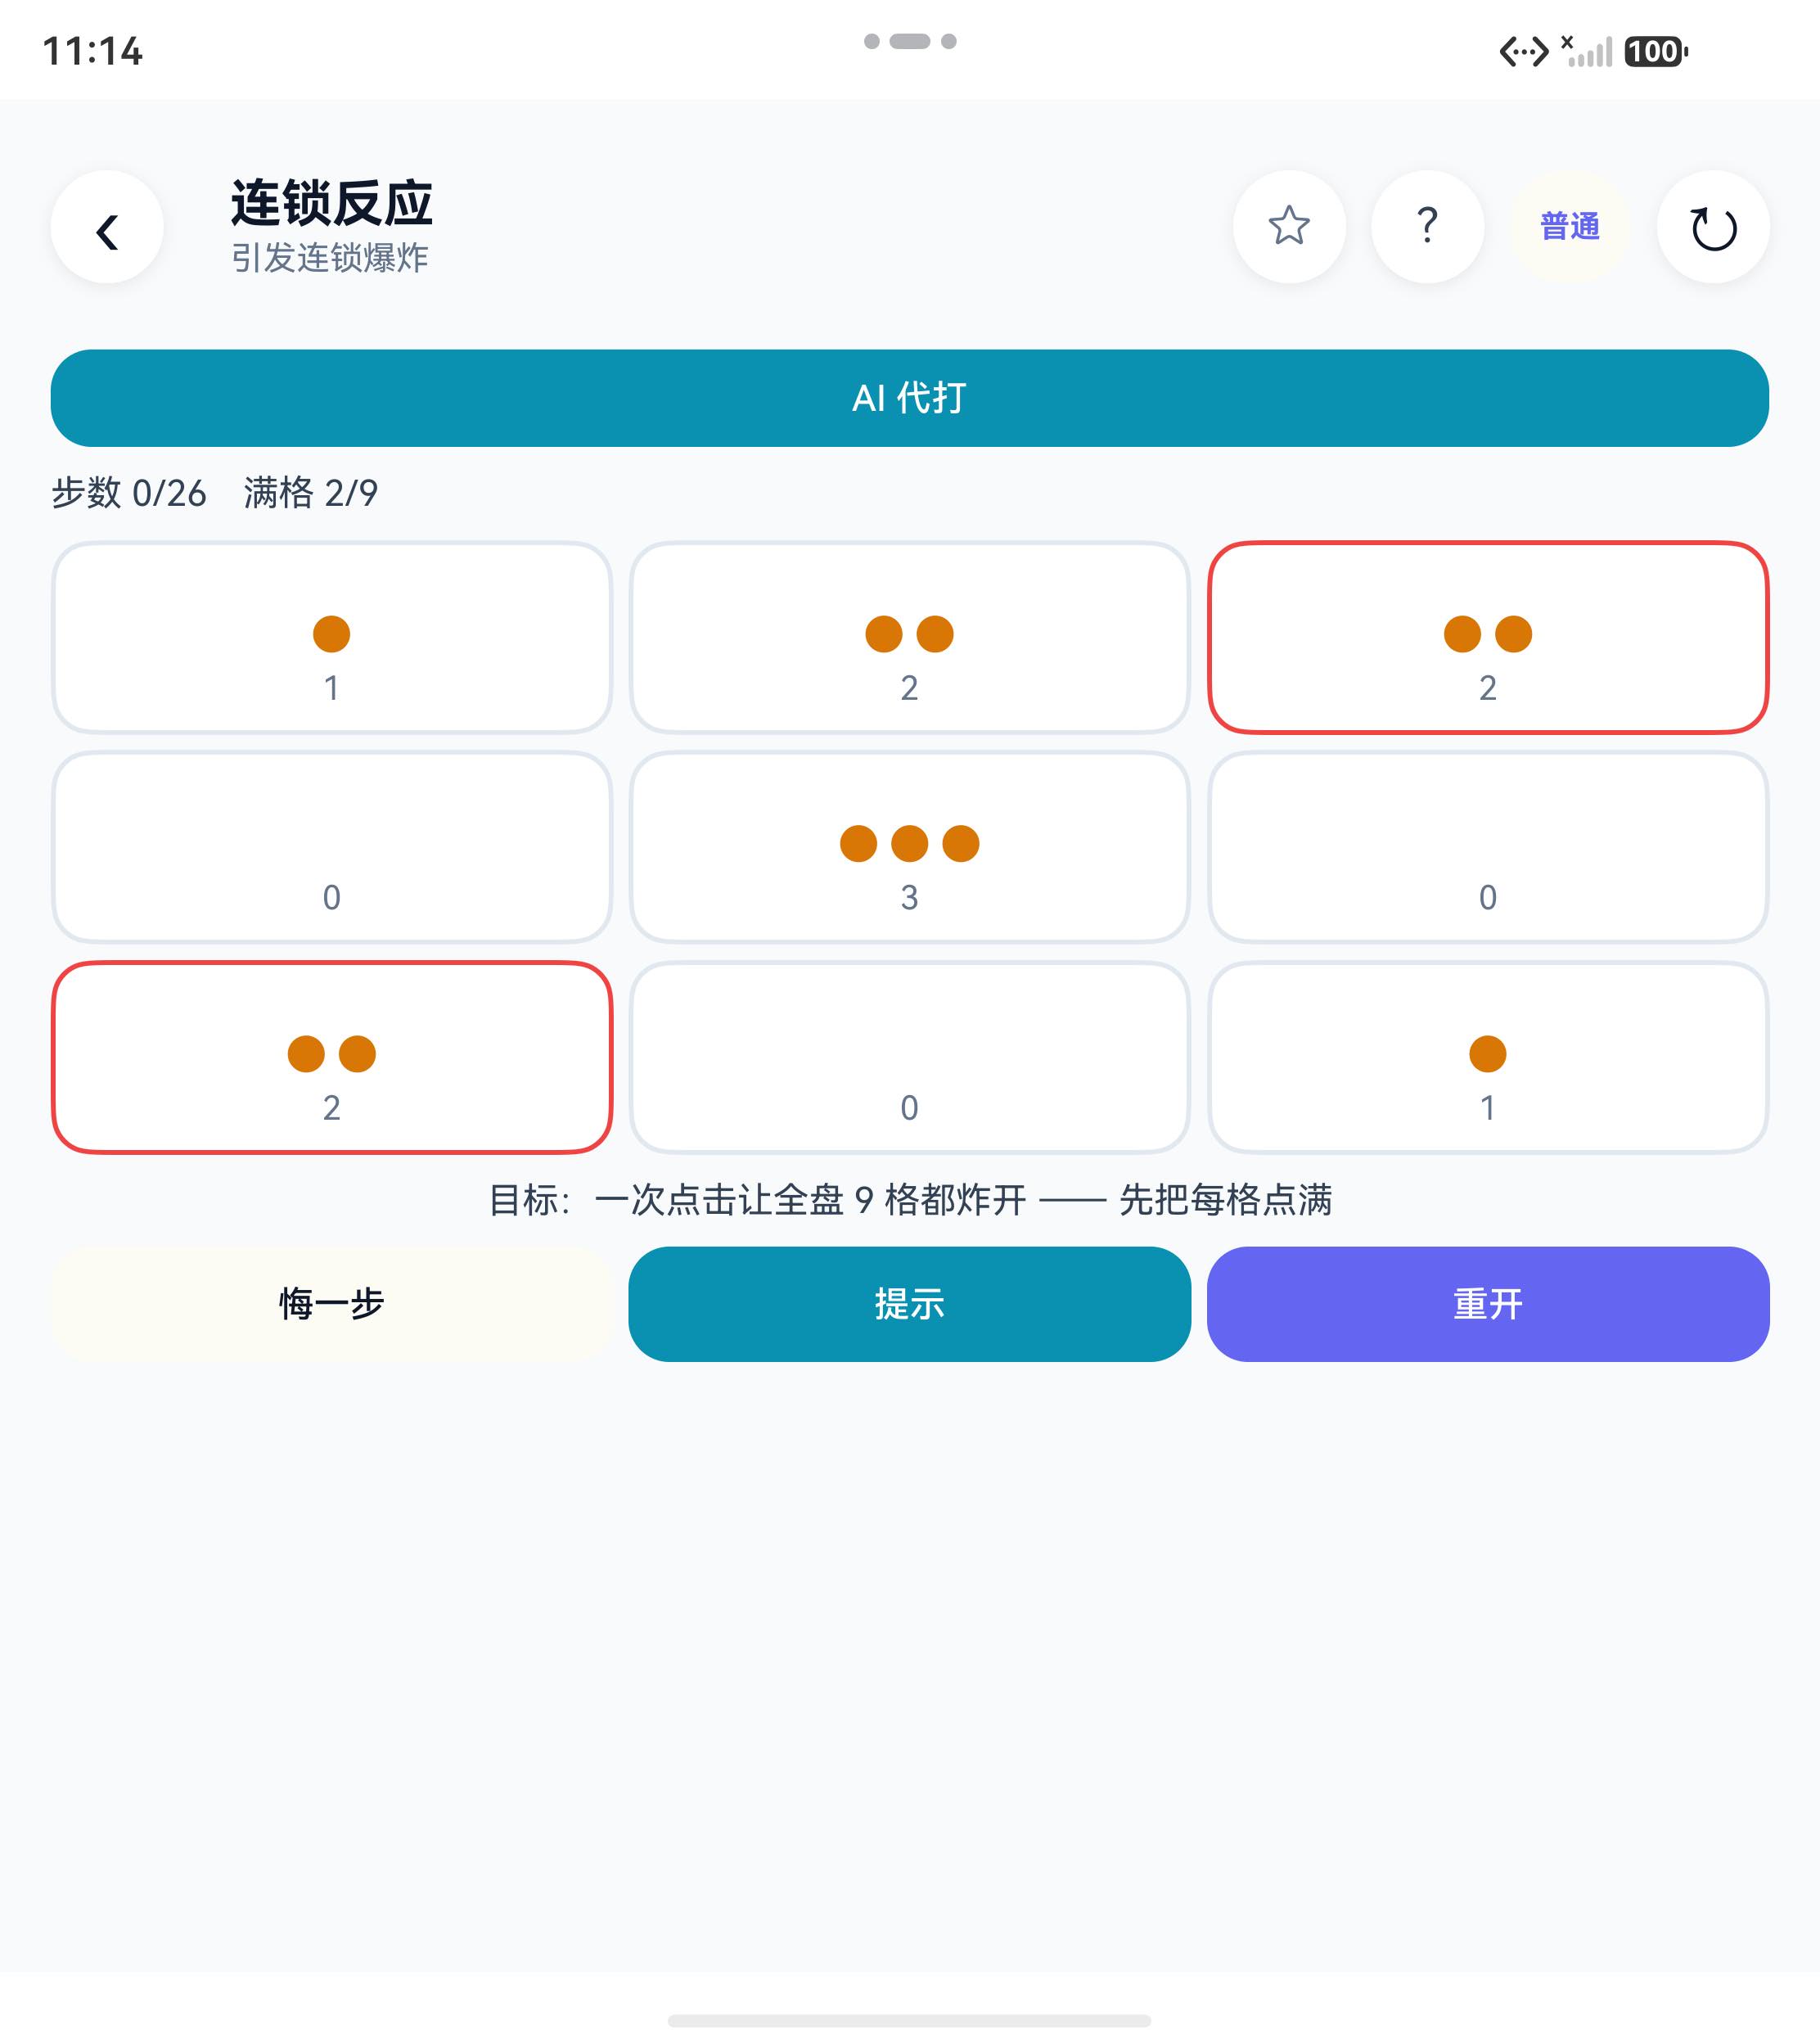 11:14
100
连锁反应
引发连锁爆炸
?
普通
AI 代打
步数 0/26 满格 2/9
1
2
2
0
3
0
2
0
1
目标：一次点击让全盘 9 格都炸开 —— 先把每格点满
悔一步
提示
重开